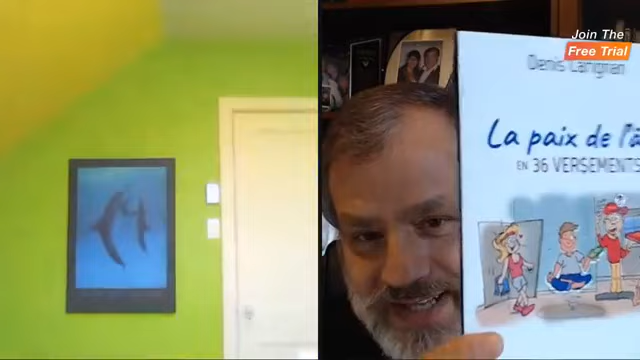 Join The
Free Trial
Denis
La paix de l'â
EN 36 VERSEMENTS